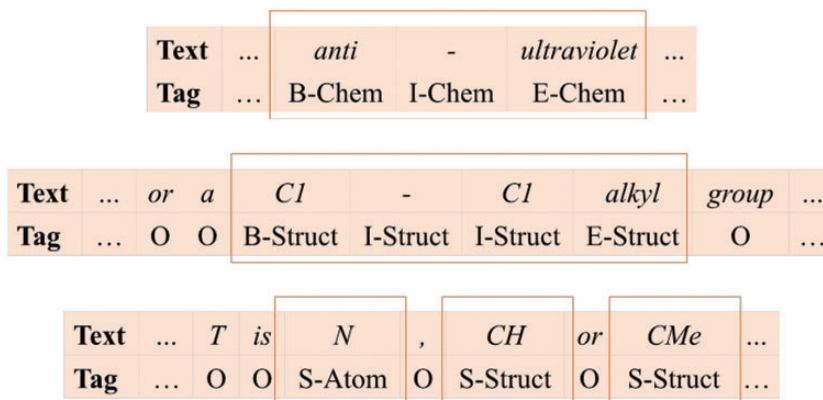 Text ... anti - ultraviolet ...
Tag ... B-Chem I-Chem E-Chem ...
Text ... or a C1 - C1 alkyl group ...
Tag ... O O B-Struct I-Struct I-Struct E-Struct O ...
Text ... T is N , CH or CMe ...
Tag ... O O S-Atom O S-Struct O S-Struct ...